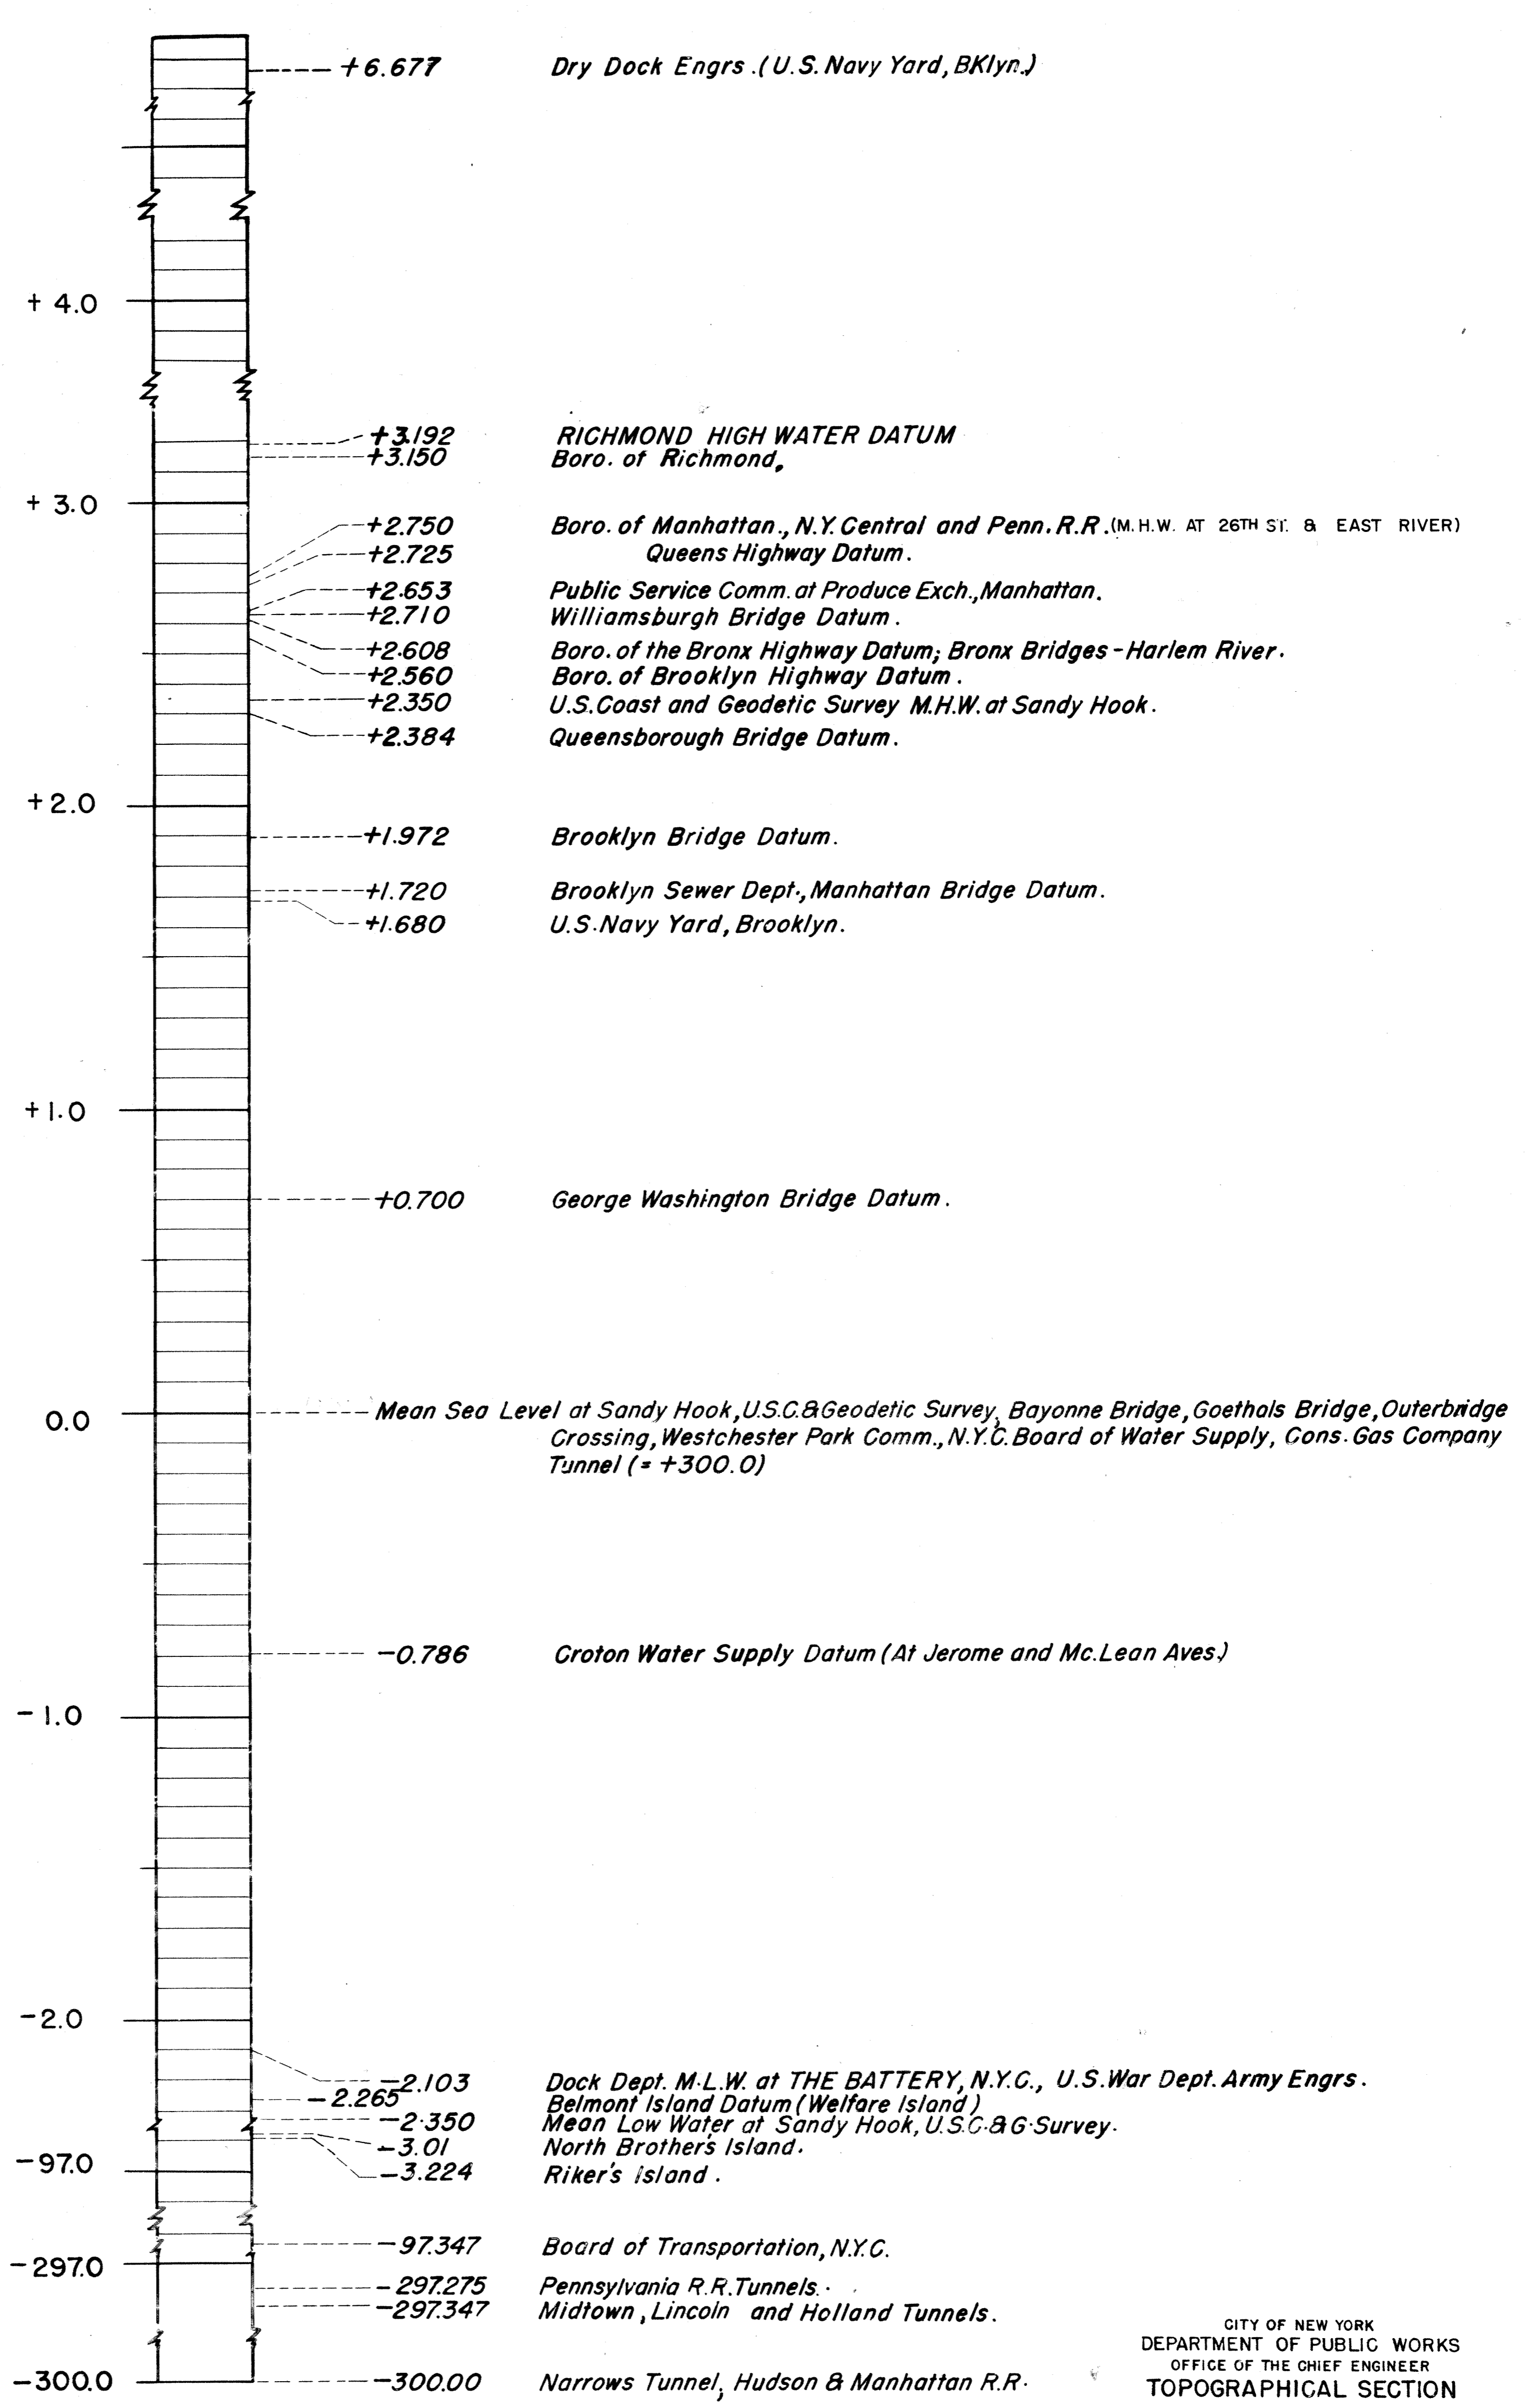 +6.677 Dry Dock Engrs.(U.S. Navy Yard, BKlyn.)
+ 4.0
+3.192 RICHMOND HIGH WATER DATUM
+3.150 Boro. of Richmond.
+ 3.0
+2.750 Boro. of Manhattan., N.Y. Central and Penn. R.R. (M.H.W. AT 26TH ST. & EAST RIVER)
+2.725 Queens Highway Datum.
+2.653 Public Service Comm. at Produce Exch., Manhattan.
+2.710 Williamsburgh Bridge Datum.
+2.608 Boro. of the Bronx Highway Datum; Bronx Bridges - Harlem River.
+2.560 Boro. of Brooklyn Highway Datum.
+2.350 U.S. Coast and Geodetic Survey M.H.W. at Sandy Hook.
+2.384 Queensborough Bridge Datum.
+2.0
+1.972 Brooklyn Bridge Datum.
+1.720 Brooklyn Sewer Dept., Manhattan Bridge Datum.
+1.680 U.S. Navy Yard, Brooklyn.
+1.0
+0.700 George Washington Bridge Datum.
0.0 Mean Sea Level at Sandy Hook, U.S.C.&Geodetic Survey, Bayonne Bridge, Goethals Bridge, Outerbridge
Crossing, Westchester Park Comm., N.Y.C. Board of Water Supply, Cons. Gas Company
Tunnel (= +300.0)
-0.786 Croton Water Supply Datum (At Jerome and Mc.Lean Aves.)
-1.0
-2.0
-2.103 Dock Dept. M.L.W. at THE BATTERY, N.Y.C., U.S. War Dept. Army Engrs.
-2.265 Belmont Island Datum (Welfare Island)
-2.350 Mean Low Water at Sandy Hook, U.S.C.&G. Survey.
-3.01 North Brother's Island.
-97.0
-3.224 Riker's Island.
-97.347 Board of Transportation, N.Y.C.
-297.0
-297.275 Pennsylvania R.R. Tunnels.
-297.347 Midtown, Lincoln and Holland Tunnels.
-300.0 -300.00 Narrows Tunnel, Hudson & Manhattan R.R.
CITY OF NEW YORK
DEPARTMENT OF PUBLIC WORKS
OFFICE OF THE CHIEF ENGINEER
TOPOGRAPHICAL SECTION